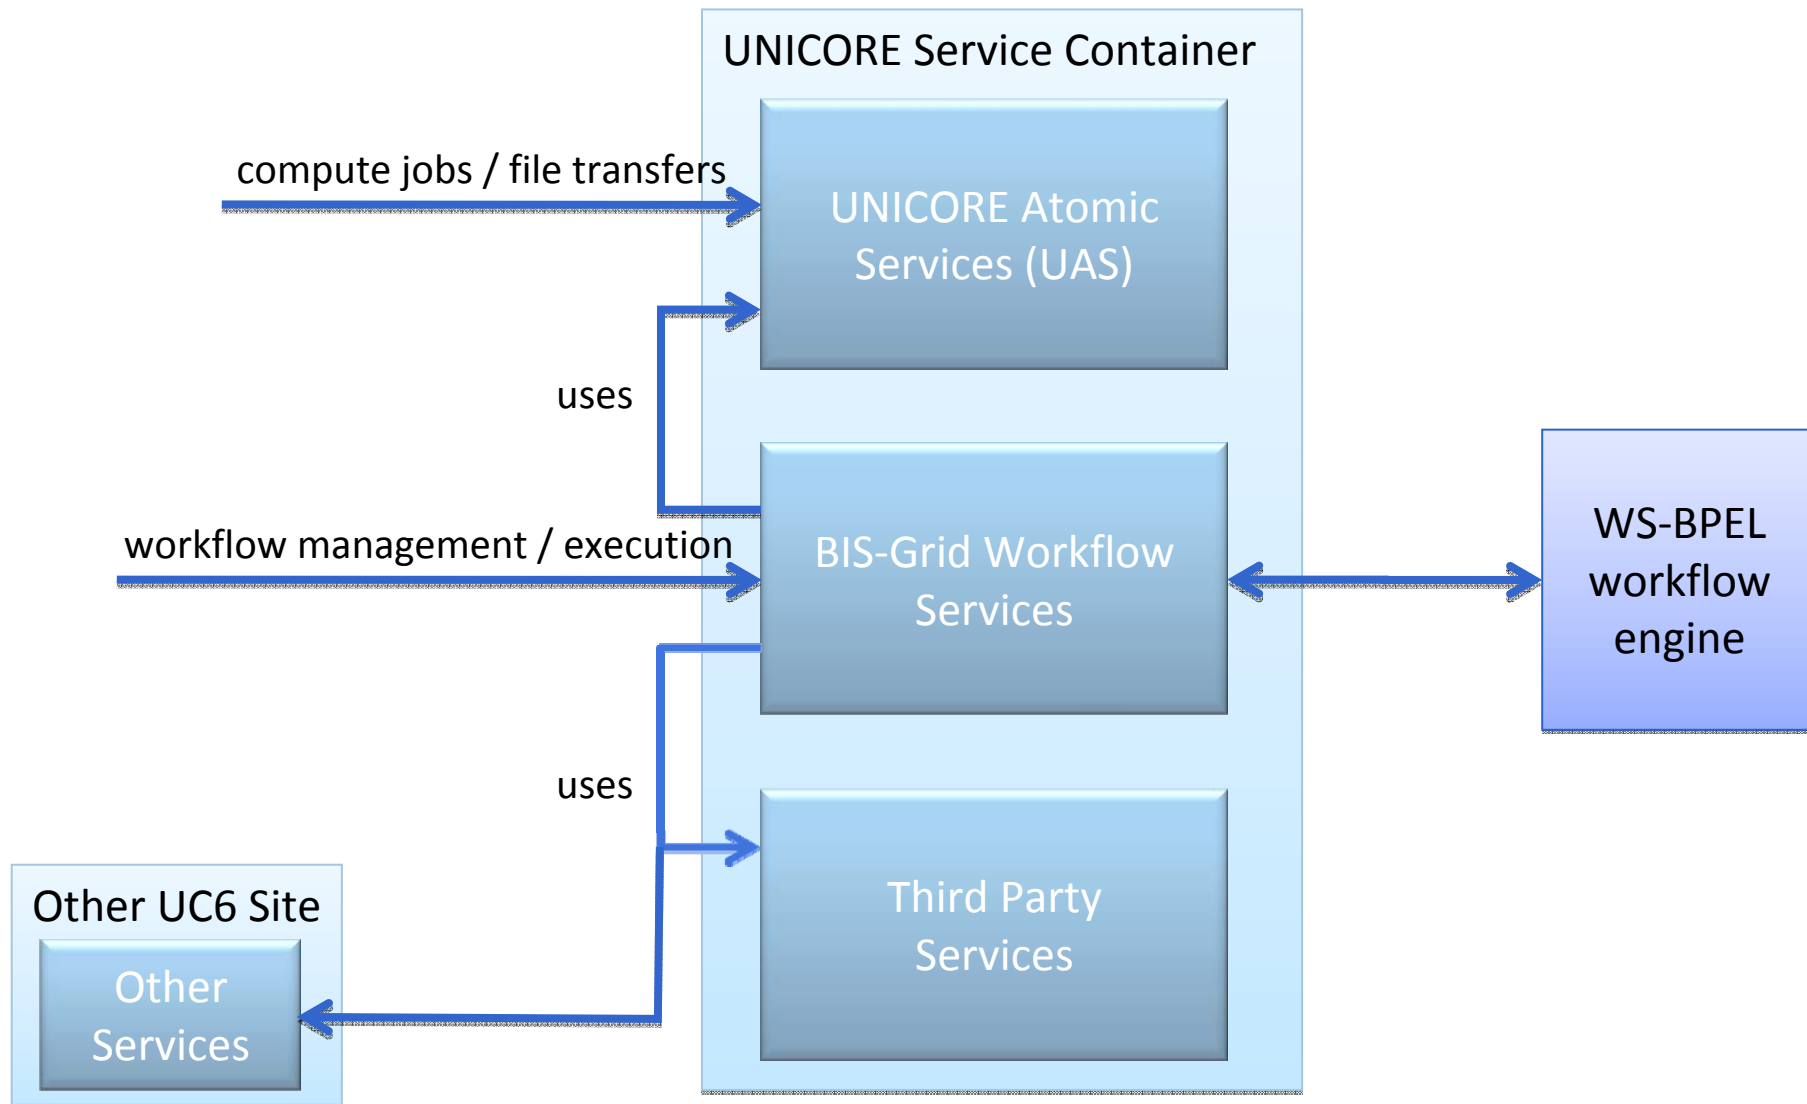 UNICORE Service Container
compute jobs / file transfers
UNICORE Atomic
Services (UAS)
uses
workflow management / execution
BIS-Grid Workflow
Services
WS-BPEL
workflow
engine
uses
Third Party
Services
Other UC6 Site
Other
Services